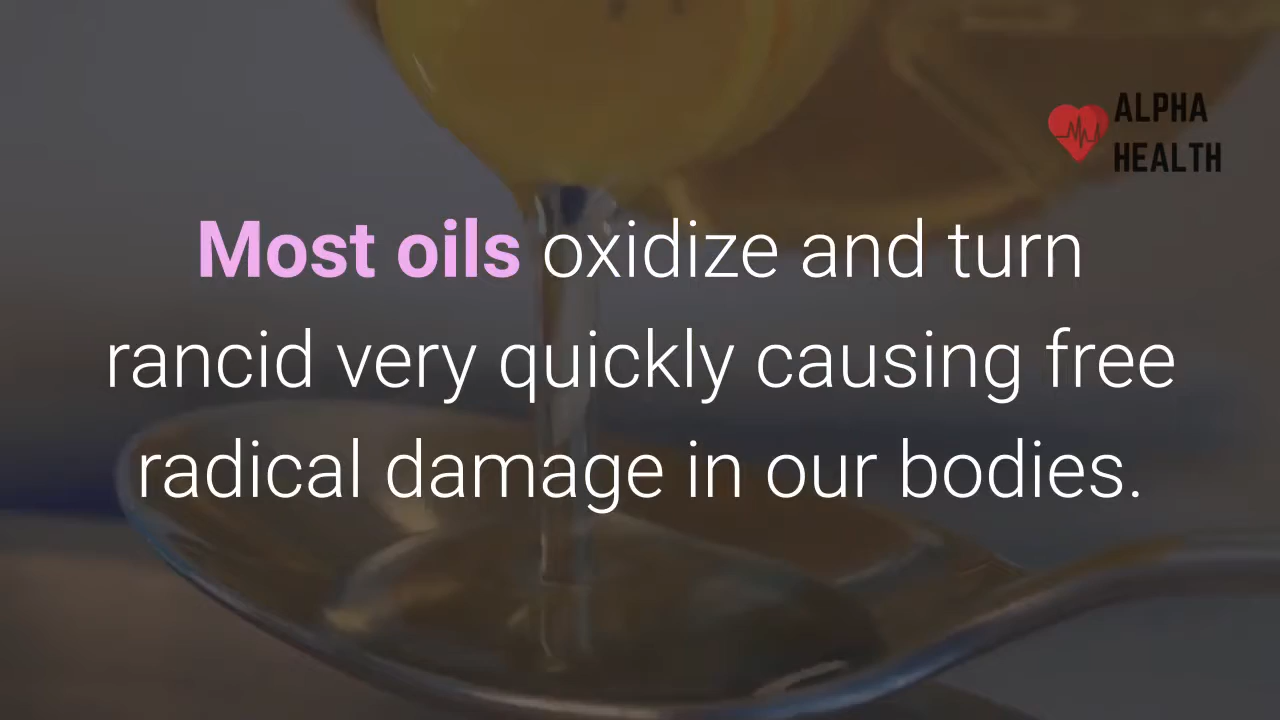 ALPHA
HEALTH
Most oils oxidize and turn
rancid very quickly causing free
radical damage in our bodies.